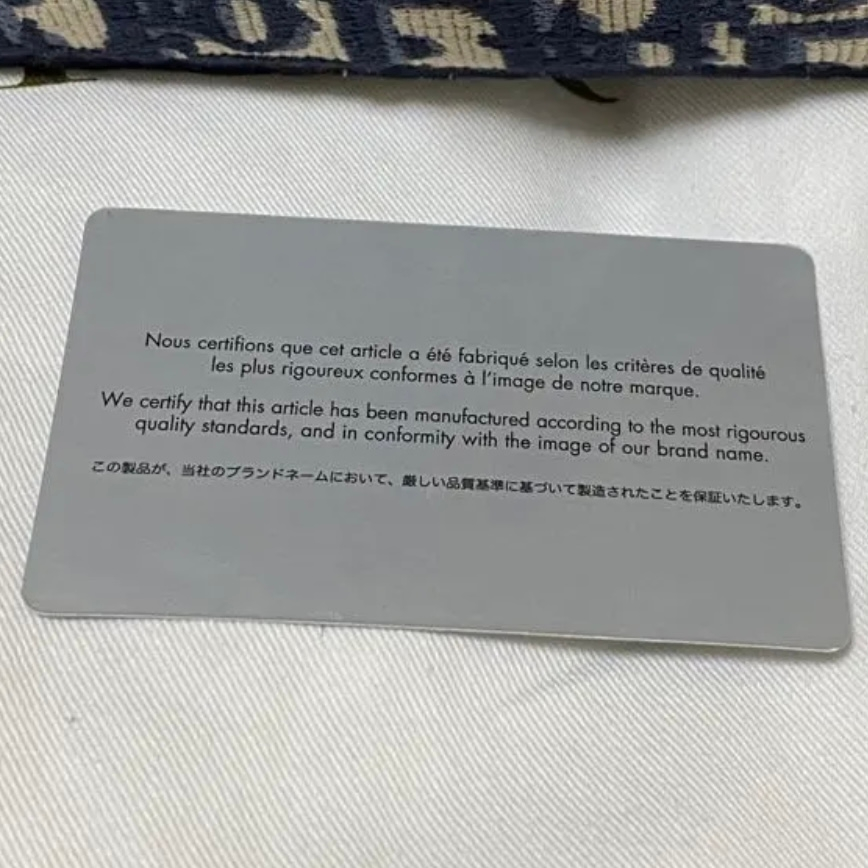 Nous certifions que cet article a été fabriqué selon les critères de qualité
les plus rigoureux conformes à l'image de notre marque.
We certify that this article has been manufactured according to the most rigourous
quality standards, and in conformity with the image of our brand name.
この製品が、当社のブランドネームにおいて、厳しい品質基準に基づいて製造されたことを保証いたします。